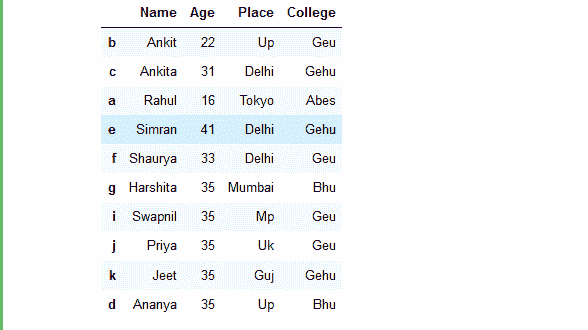 Name Age Place College
b Ankit 22 Up Geu
c Ankita 31 Delhi Gehu
a Rahul 16 Tokyo Abes
e Simran 41 Delhi Gehu
f Shaurya 33 Delhi Geu
g Harshita 35 Mumbai Bhu
i Swapnil 35 Mp Geu
j Priya 35 Uk Geu
k Jeet 35 Guj Gehu
d Ananya 35 Up Bhu